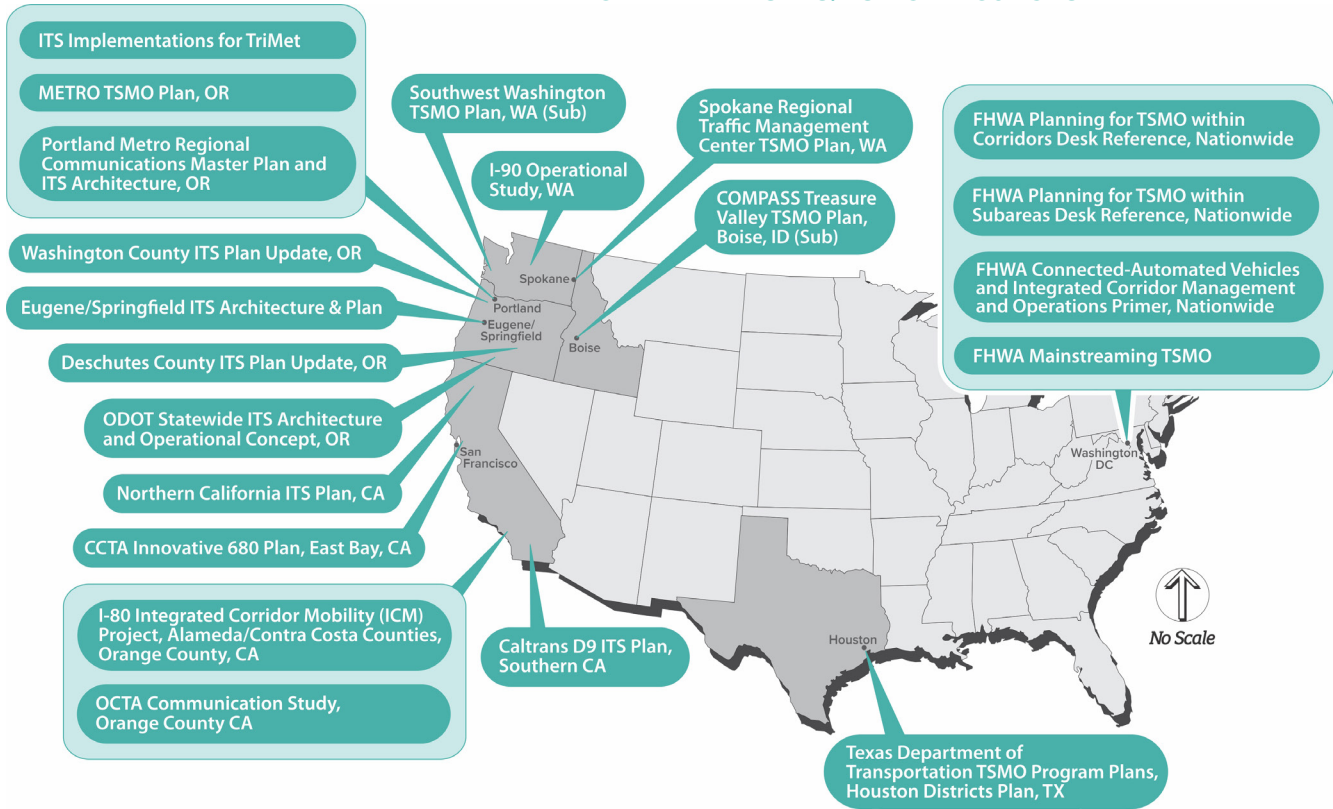 ITS Implementations for TriMet
METRO TSMO Plan, OR
Portland Metro Regional
Communications Master Plan and
ITS Architecture, OR
Washington County ITS Plan Update, OR
Eugene/Springfield ITS Architecture & Plan
Deschutes County ITS Plan Update, OR
ODOT Statewide ITS Architecture
and Operational Concept, OR
Northern California ITS Plan, CA
CCTA Innovative 680 Plan, East Bay, CA
I-80 Integrated Corridor Mobility (ICM)
Project, Alameda/Contra Costa Counties,
Orange County, CA
OCTA Communication Study,
Orange County CA
Southwest Washington
TSMO Plan, WA (Sub)
I-90 Operational
Study, WA
Spokane Regional
Traffic Management
Center TSMO Plan, WA
COMPASS Treasure
Valley TSMO Plan,
Boise, ID (Sub)
Spokane
Portland
Eugene/
Springfield
Boise
San
Francisco
Caltrans D9 ITS Plan,
Southern CA
Houston
Texas Department of
Transportation TSMO Program Plans,
Houston Districts Plan, TX
FHWA Planning for TSMO within
Corridors Desk Reference, Nationwide
FHWA Planning for TSMO within
Subareas Desk Reference, Nationwide
FHWA Connected-Automated Vehicles
and Integrated Corridor Management
and Operations Primer, Nationwide
FHWA Mainstreaming TSMO
Washington
DC
No Scale